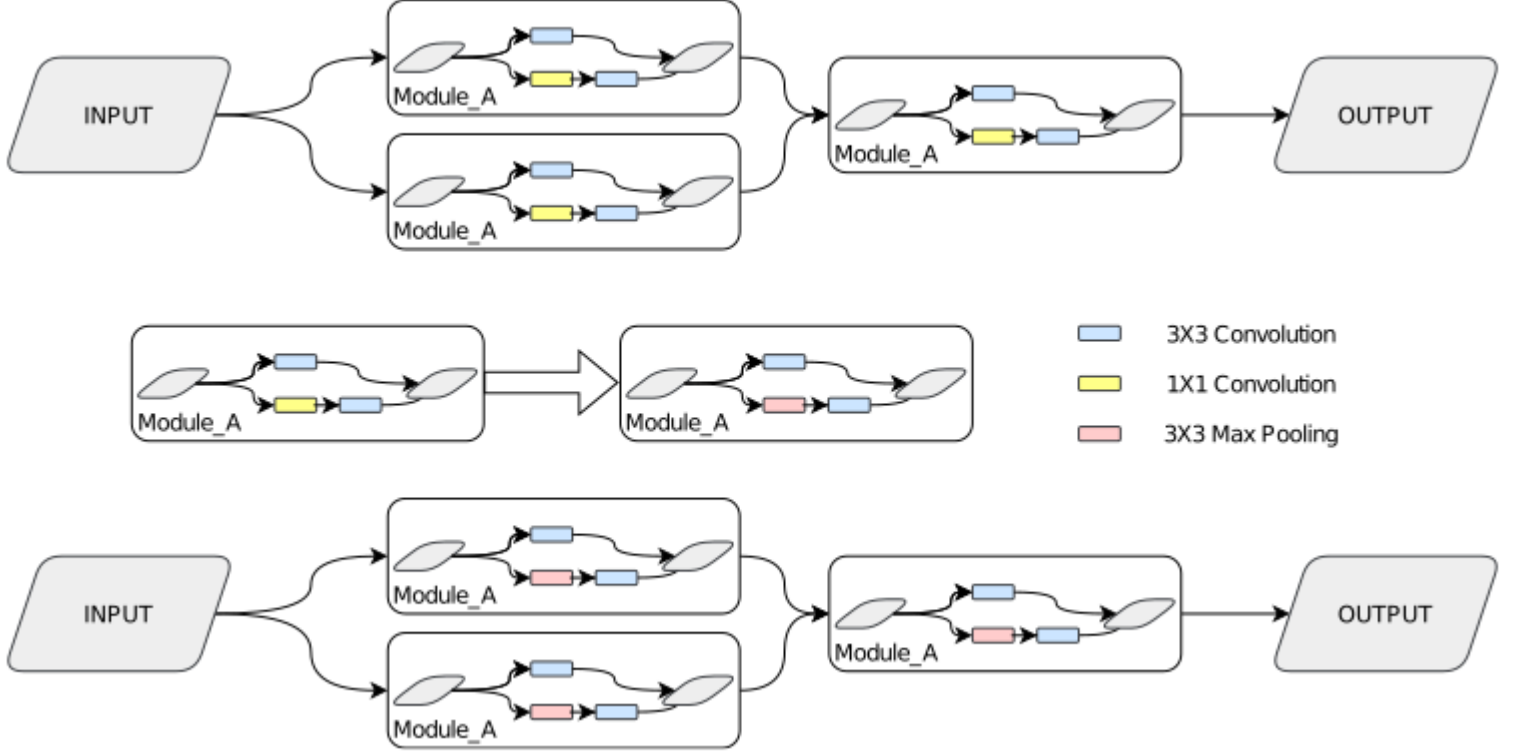 INPUT
Module_A
Module_A
Module_A
OUTPUT
Module_A
Module_A
3X3 Convolution
1X1 Convolution
3X3 Max Pooling
INPUT
Module_A
Module_A
Module_A
OUTPUT